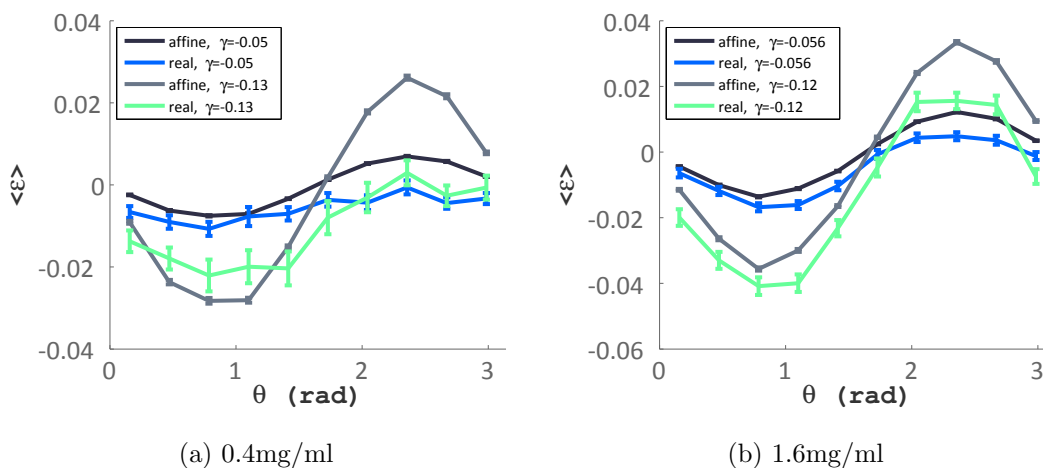 0.04
0.02
0
-0.02
-0.04
<ε>
affine, γ=-0.05
real, γ=-0.05
affine, γ=-0.13
real, γ=-0.13
0 1 2 3
θ (rad)
(a) 0.4mg/ml
0.04
0.02
0
-0.02
-0.04
-0.06
<ε>
affine, γ=-0.056
real, γ=-0.056
affine, γ=-0.12
real, γ=-0.12
0 1 2 3
θ (rad)
(b) 1.6mg/ml